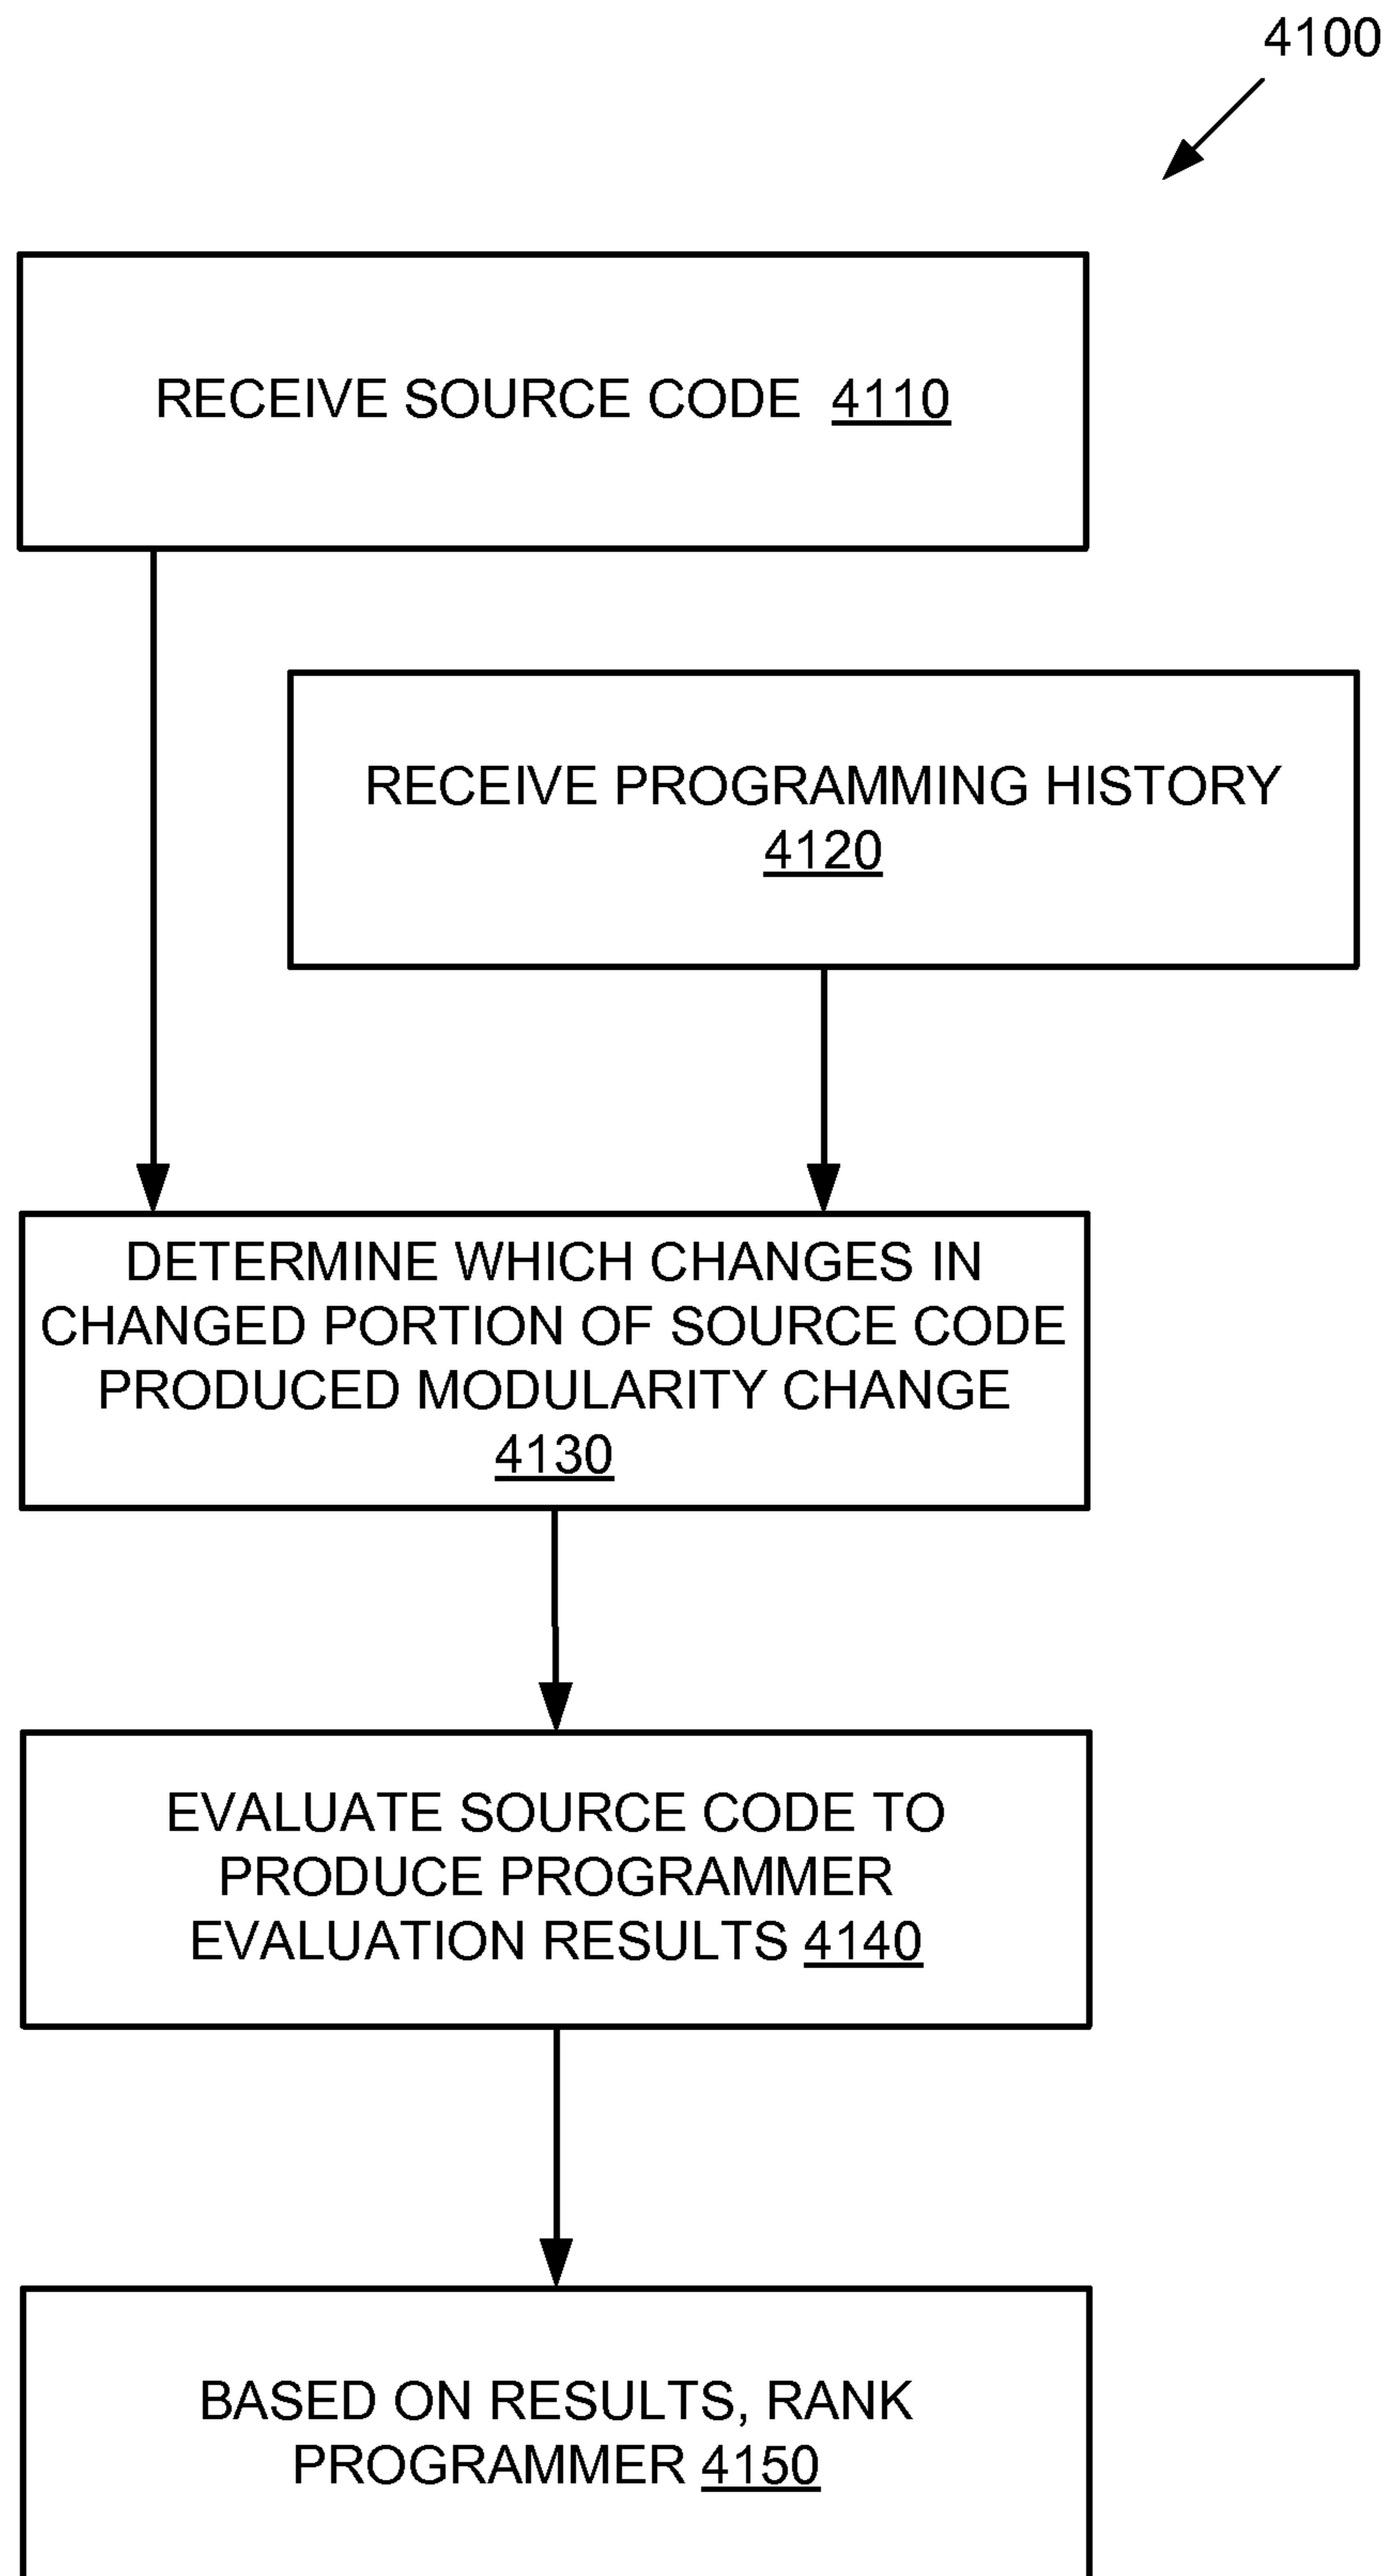 4100
RECEIVE SOURCE CODE 4110
RECEIVE PROGRAMMING HISTORY
4120
DETERMINE WHICH CHANGES IN
CHANGED PORTION OF SOURCE CODE
PRODUCED MODULARITY CHANGE
4130
EVALUATE SOURCE CODE TO
PRODUCE PROGRAMMER
EVALUATION RESULTS 4140
BASED ON RESULTS, RANK
PROGRAMMER 4150